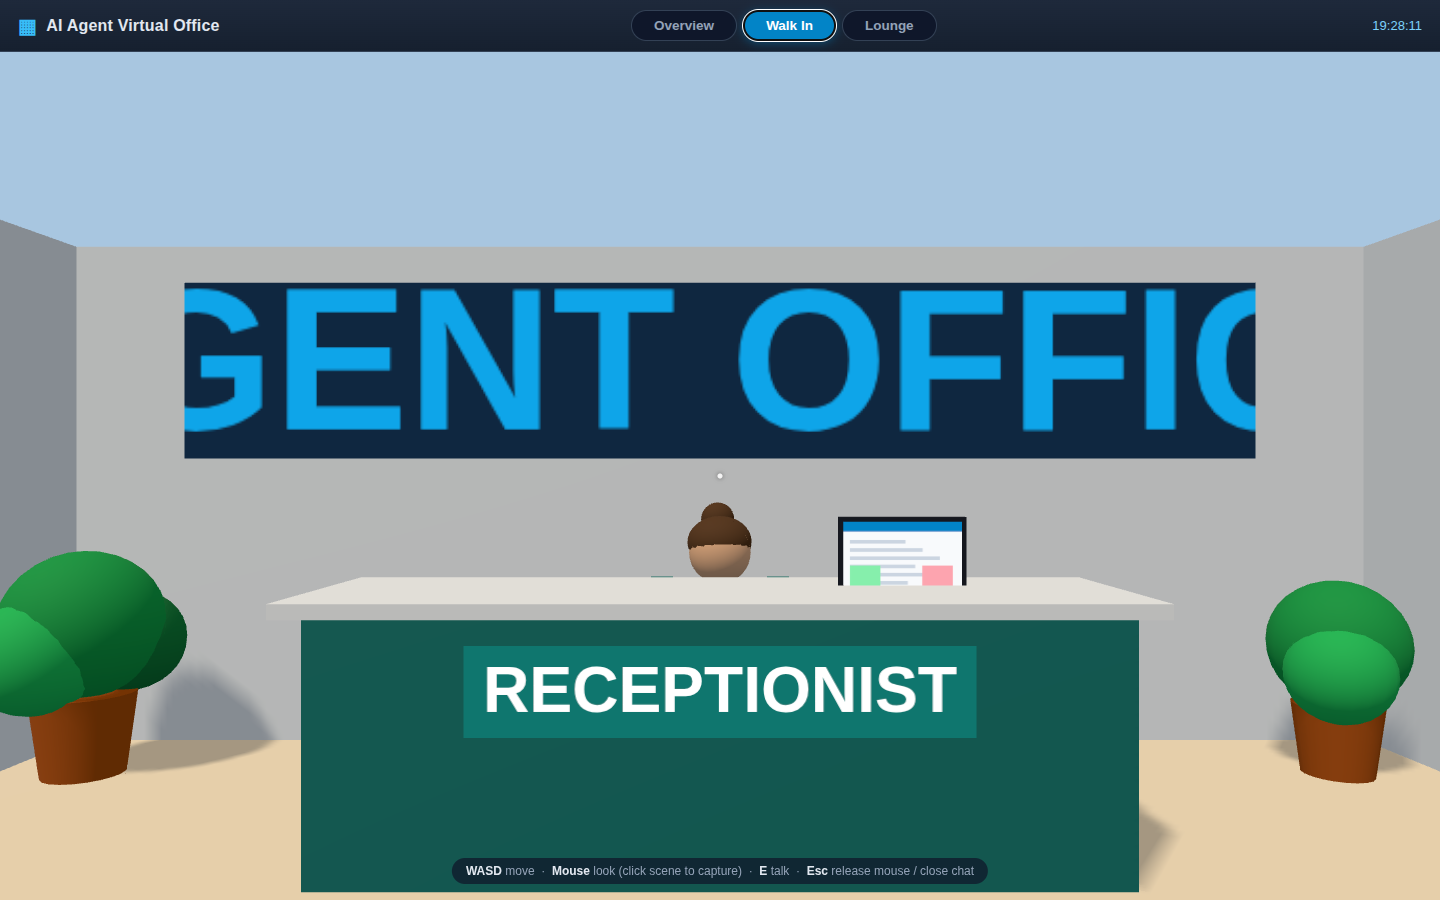 AI Agent Virtual Office
Overview
Walk In
Lounge
19:28:11
GENT OFFIC
RECEPTIONIST
WASD move · Mouse look (click scene to capture) · E talk · Esc release mouse / close chat